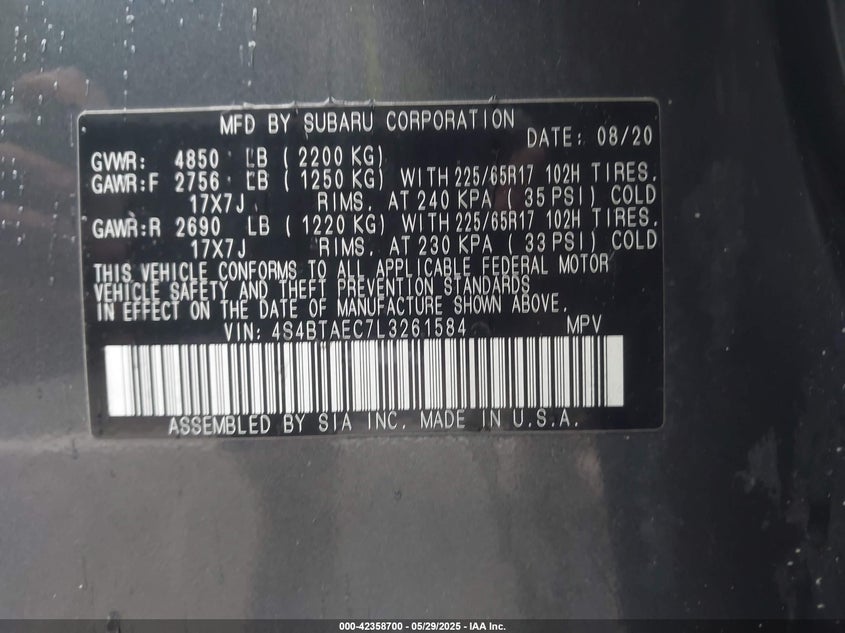 MFD BY SUBARU CORPORATION
DATE: 08/20
GVWR: 4850 LB ( 2200 KG)
GAWR:F 2756 LB ( 1250 KG) WITH 225/65R17 102H TIRES.
17X7J RIMS. AT 240 KPA ( 35 PSI) COLD
GAWR:R 2690 LB ( 1220 KG) WITH 225/65R17 102H TIRES.
17X7J RIMS. AT 230 KPA ( 33 PSI) COLD
THIS VEHICLE CONFORMS TO ALL APPLICABLE FEDERAL MOTOR
VEHICLE SAFETY AND THEFT PREVENTION STANDARDS
IN EFFECT ON THE DATE OF MANUFACTURE SHOWN ABOVE.
VIN: 4S4BTAEC7L3261584 MPV
ASSEMBLED BY SIA INC. MADE IN U.S.A.
000-42358700 - 05/29/2025 - IAA Inc.